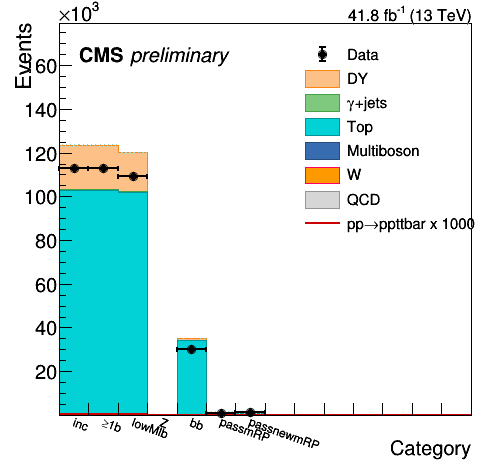 ×10³
41.8 fb⁻¹ (13 TeV)
Events
CMS preliminary
Data
DY
γ+jets
Top
Multiboson
W
QCD
pp→ppttbar x 1000
60
140
120
100
80
60
40
20
inc
≥1b
lowMlb
Z
bb
passmRP
passnewmRP
Category